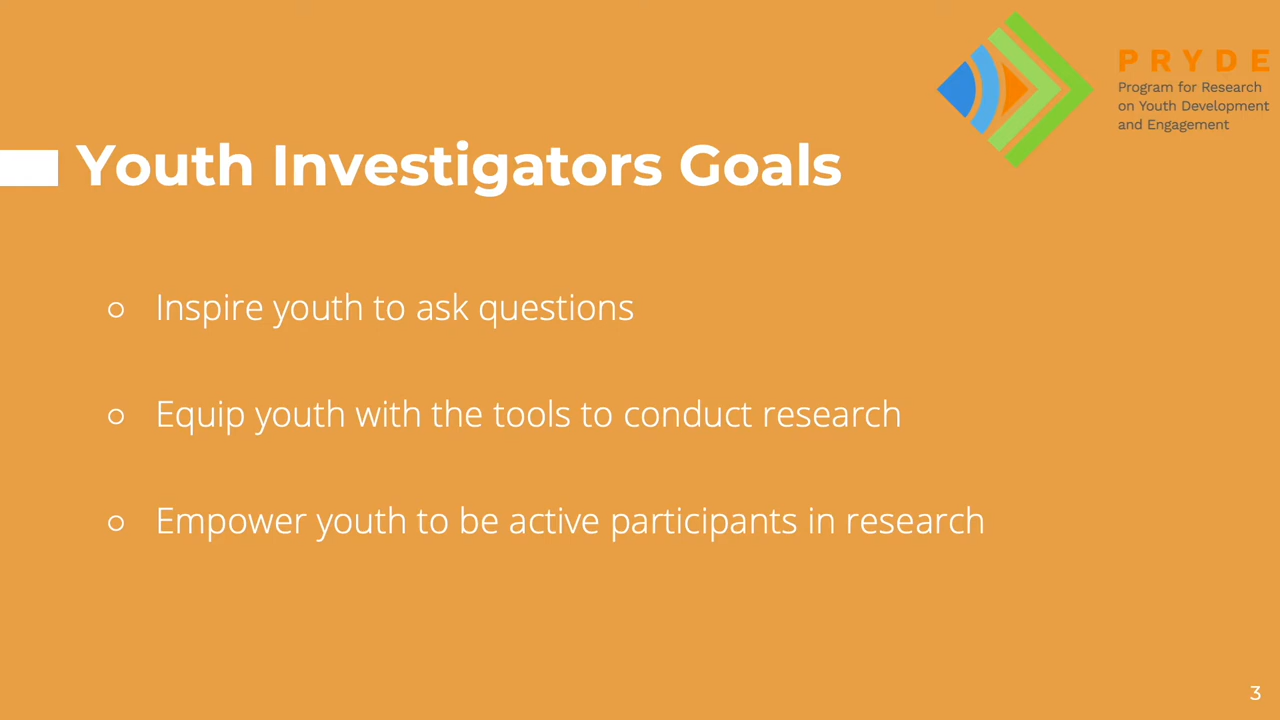 PRYDE
Program for Research
on Youth Development
and Engagement
Youth Investigators Goals
○ Inspire youth to ask questions
○ Equip youth with the tools to conduct research
○ Empower youth to be active participants in research
3